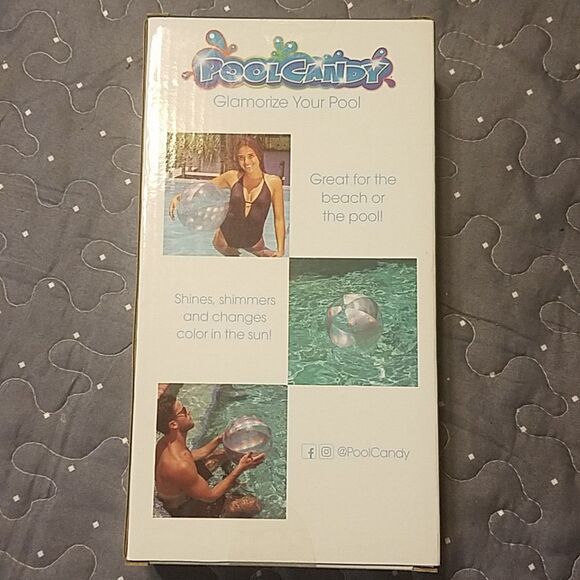 POOLCANDY
Glamorize Your Pool
Great for the
beach or
the pool!
Shines, shimmers
and changes
color in the sun!
@PoolCandy